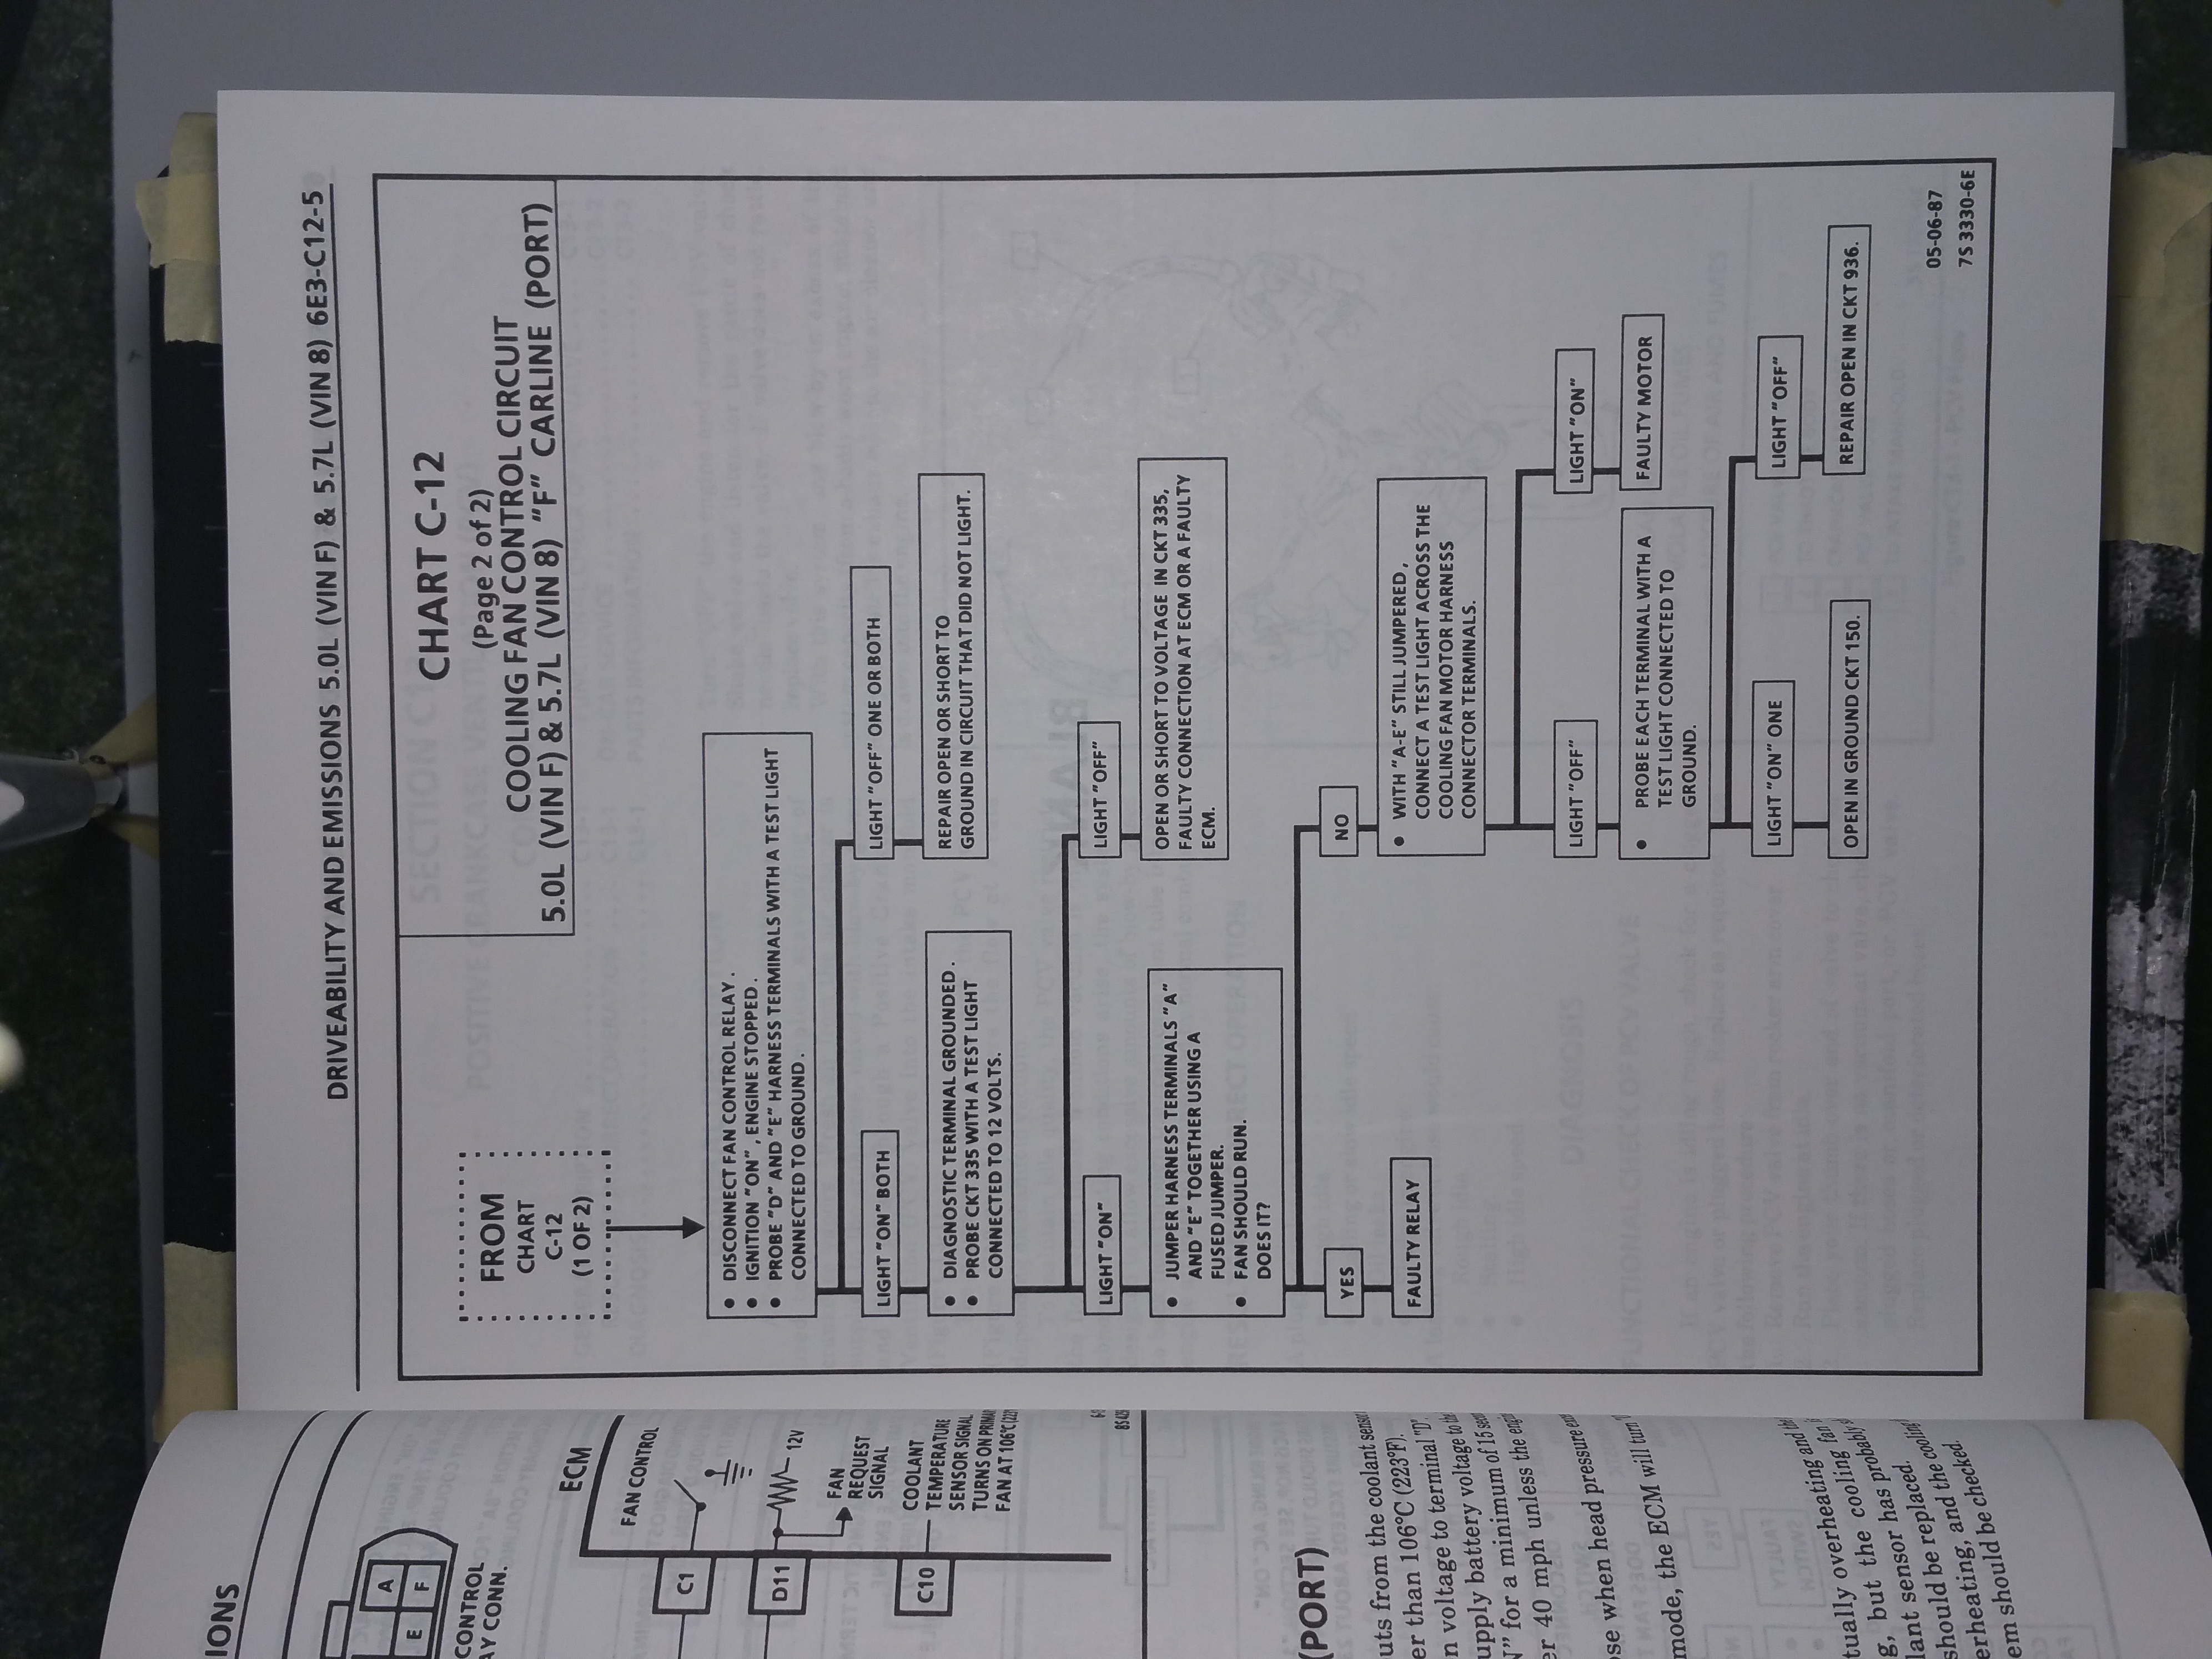 DRIVEABILITY AND EMISSIONS 5.0L (VIN F) & 5.7L (VIN 8) 6E3-C12-5
CHART C-12
(Page 2 of 2)
COOLING FAN CONTROL CIRCUIT
5.0L (VIN F) & 5.7L (VIN 8) "F" CARLINE (PORT)
FROM
CHART
C-12
(1 OF 2)
● DISCONNECT FAN CONTROL RELAY.
● IGNITION "ON", ENGINE STOPPED.
● PROBE "D" AND "E" HARNESS TERMINALS WITH A TEST LIGHT
CONNECTED TO GROUND.
LIGHT "ON" BOTH
LIGHT "OFF" ONE OR BOTH
● DIAGNOSTIC TERMINAL GROUNDED.
● PROBE CKT 335 WITH A TEST LIGHT
CONNECTED TO 12 VOLTS.
REPAIR OPEN OR SHORT TO
GROUND IN CIRCUIT THAT DID NOT LIGHT.
LIGHT "ON"
LIGHT "OFF"
● JUMPER HARNESS TERMINALS "A"
AND "E" TOGETHER USING A
FUSED JUMPER.
● FAN SHOULD RUN.
DOES IT?
OPEN OR SHORT TO VOLTAGE IN CKT 335,
FAULTY CONNECTION AT ECM OR A FAULTY
ECM.
YES
NO
FAULTY RELAY
● WITH "A-E" STILL JUMPERED,
CONNECT A TEST LIGHT ACROSS THE
COOLING FAN MOTOR HARNESS
CONNECTOR TERMINALS.
LIGHT "OFF"
LIGHT "ON"
● PROBE EACH TERMINAL WITH A
TEST LIGHT CONNECTED TO
GROUND.
FAULTY MOTOR
LIGHT "ON" ONE
LIGHT "OFF"
OPEN IN GROUND CKT 150.
REPAIR OPEN IN CKT 936.
05-06-87
7S 3330-6E
IONS
A
E F
CONTROL
AY CONN.
ECM
FAN CONTROL
C1
12V
D11
FAN
REQUEST
SIGNAL
C10
COOLANT
TEMPERATURE
SENSOR SIGNAL
TURNS ON
FAN AT 106°C
(PORT)
uts from the coolant
er than 106°C (223°F).
n voltage to terminal "D".
n voltage to
upply battery voltage of 15
N" for a minimum
er 40 mph unless the
ose when head pressure
mode, the ECM will turn
tually overheating and
g, but the cooling
has probably
lant sensor replaced.
should be replaced
erheating, and the cooling
em should be checked.